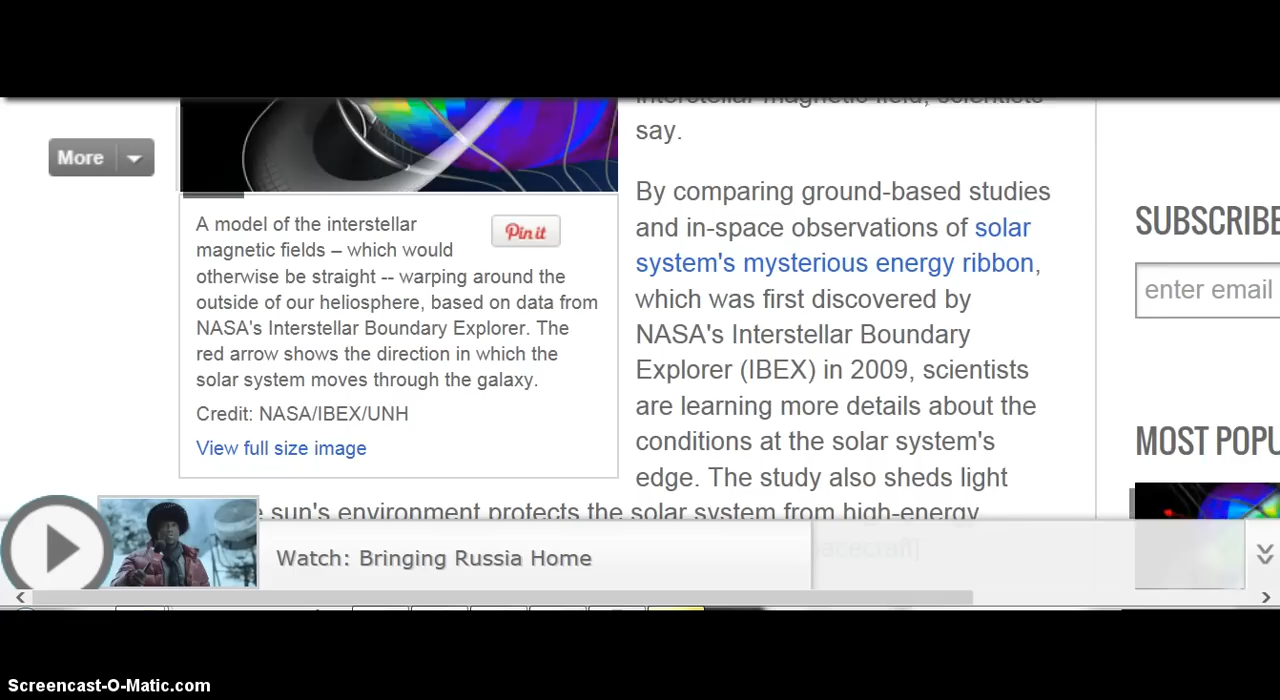 interstellar magnetic field, scientists
say.
More
By comparing ground-based studies
and in-space observations of solar
system's mysterious energy ribbon,
which was first discovered by
NASA's Interstellar Boundary
Explorer (IBEX) in 2009, scientists
are learning more details about the
conditions at the solar system's
edge. The study also sheds light
sun's environment protects the solar system from high-energy
A model of the interstellar
magnetic fields – which would
otherwise be straight -- warping around the
outside of our heliosphere, based on data from
NASA's Interstellar Boundary Explorer. The
red arrow shows the direction in which the
solar system moves through the galaxy.
Credit: NASA/IBEX/UNH
View full size image
Pin it
SUBSCRIBE
enter email
MOST POPU
Watch: Bringing Russia Home
Screencast-O-Matic.com